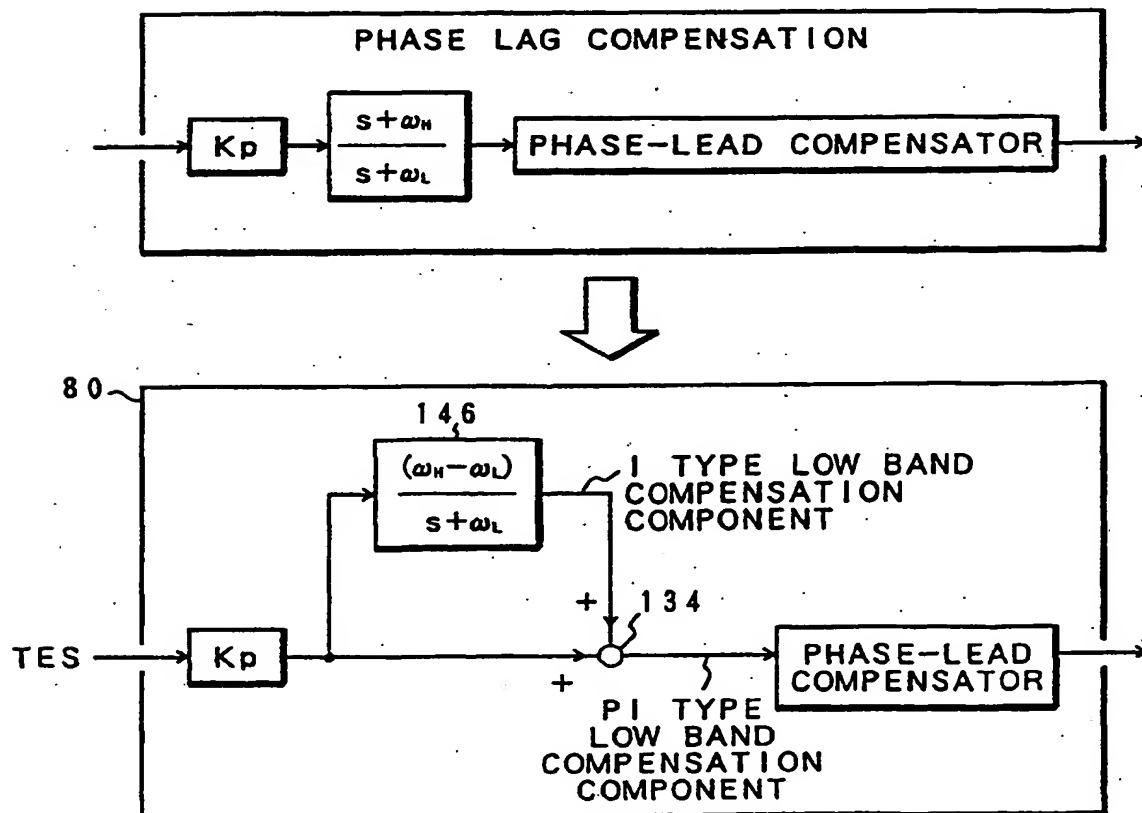 PHASE LAG COMPENSATION
Kp
s+ωH
s+ωL
PHASE-LEAD COMPENSATOR
80
146
(ωH-ωL)
s+ωL
I TYPE LOW BAND
COMPENSATION
COMPONENT
+
134
TES
Kp
+
PHASE-LEAD
COMPENSATOR
PI TYPE
LOW BAND
COMPENSATION
COMPONENT